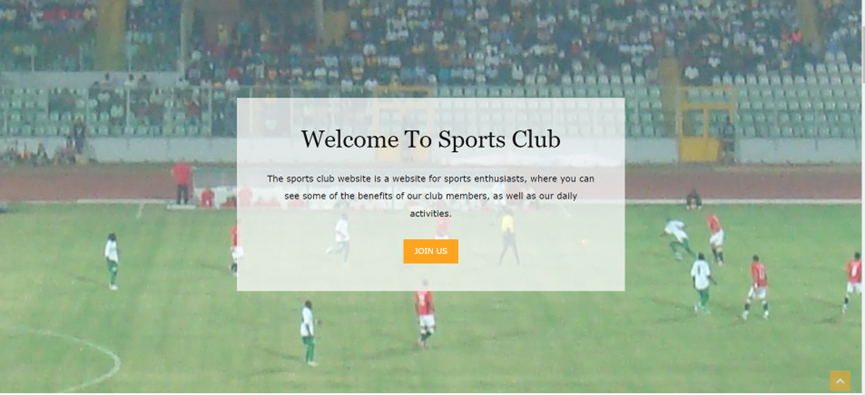 Welcome To Sports Club
The sports club website is a website for sports enthusiasts, where you can
see some of the benefits of our club members, as well as our daily
activities.
JOIN US